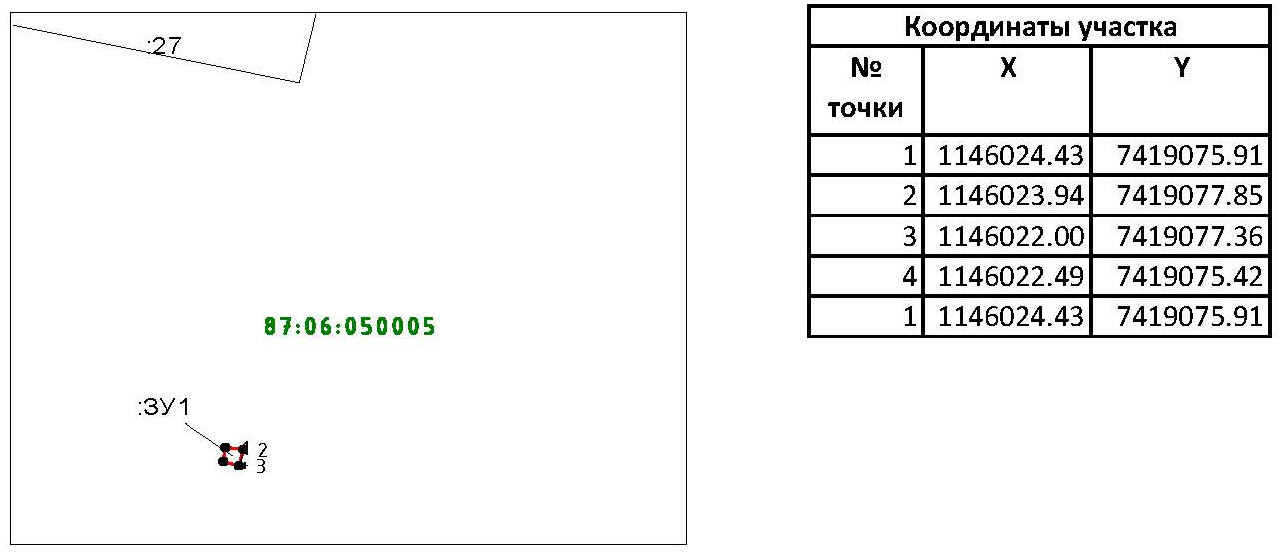 :27
87:06:050005
:ЗУ1
2
3
Координаты участка
№ точки X Y
1 1146024.43 7419075.91
2 1146023.94 7419077.85
3 1146022.00 7419077.36
4 1146022.49 7419075.42
1 1146024.43 7419075.91